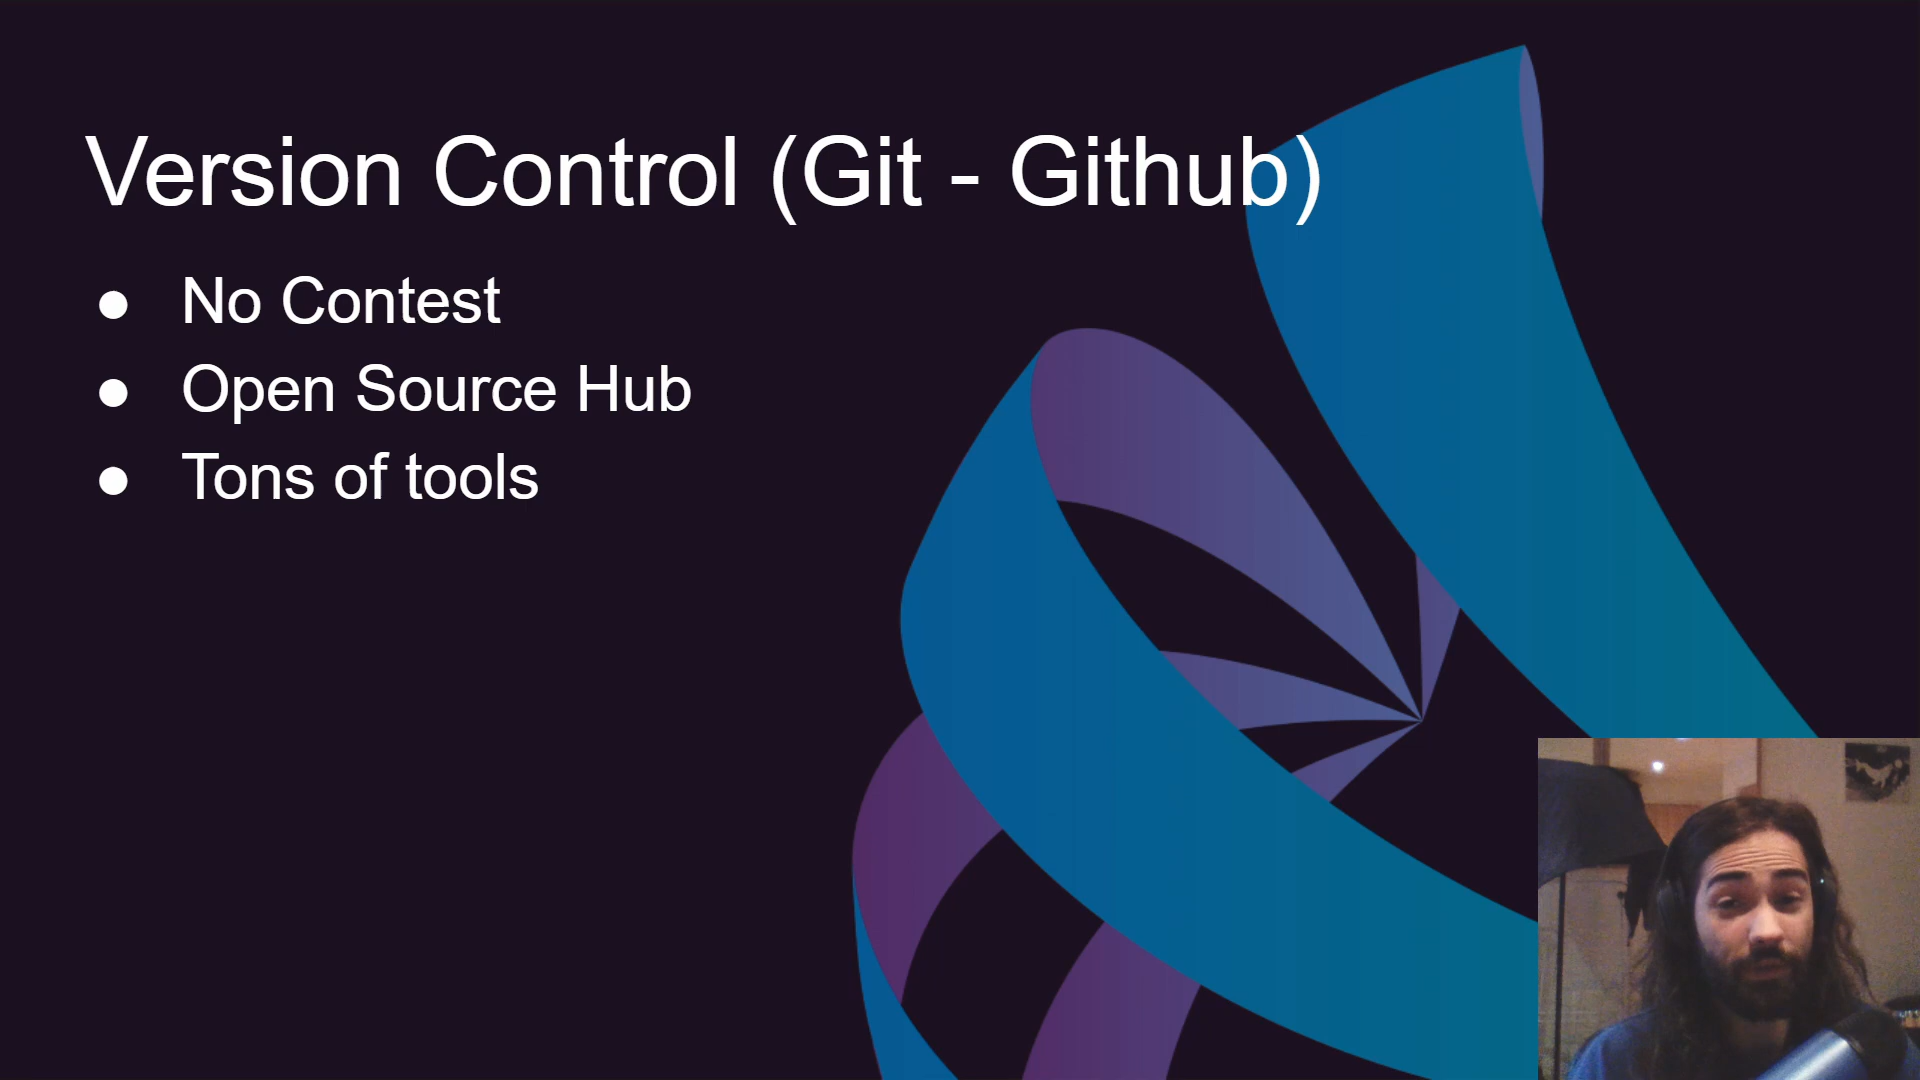 Version Control (Git - Github)
● No Contest
● Open Source Hub
● Tons of tools